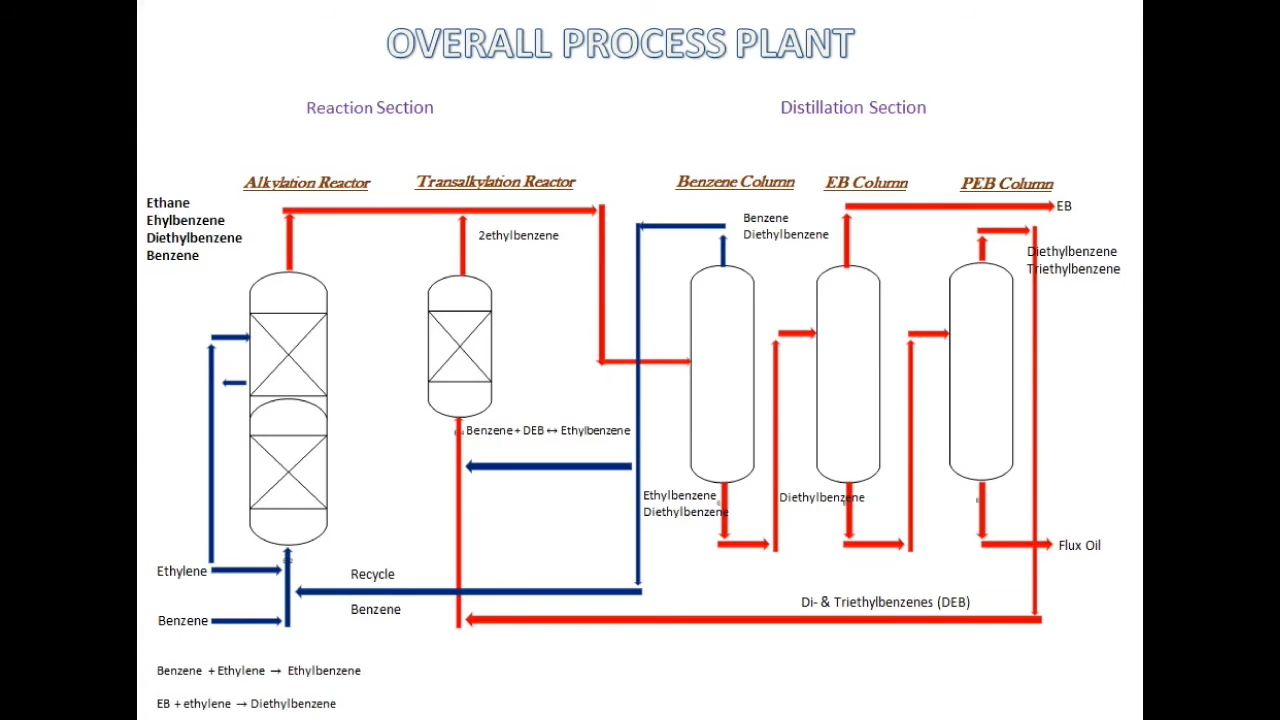 OVERALL PROCESS PLANT
Reaction Section
Distillation Section
Alkylation Reactor
Transalkylation Reactor
Benzene Column
EB Column
PEB Column
Ethane
Ehylbenzene
Diethylbenzene
Benzene
2ethylbenzene
Benzene
Diethylbenzene
EB
Diethylbenzene
Triethylbenzene
Benzene + DEB ↔ Ethylbenzene
Ethylbenzene
Diethylbenzene
Diethylbenzene
Flux Oil
Ethylene
Recycle
Benzene
Di- & Triethylbenzenes (DEB)
Benzene
Benzene + Ethylene → Ethylbenzene
EB + ethylene → Diethylbenzene